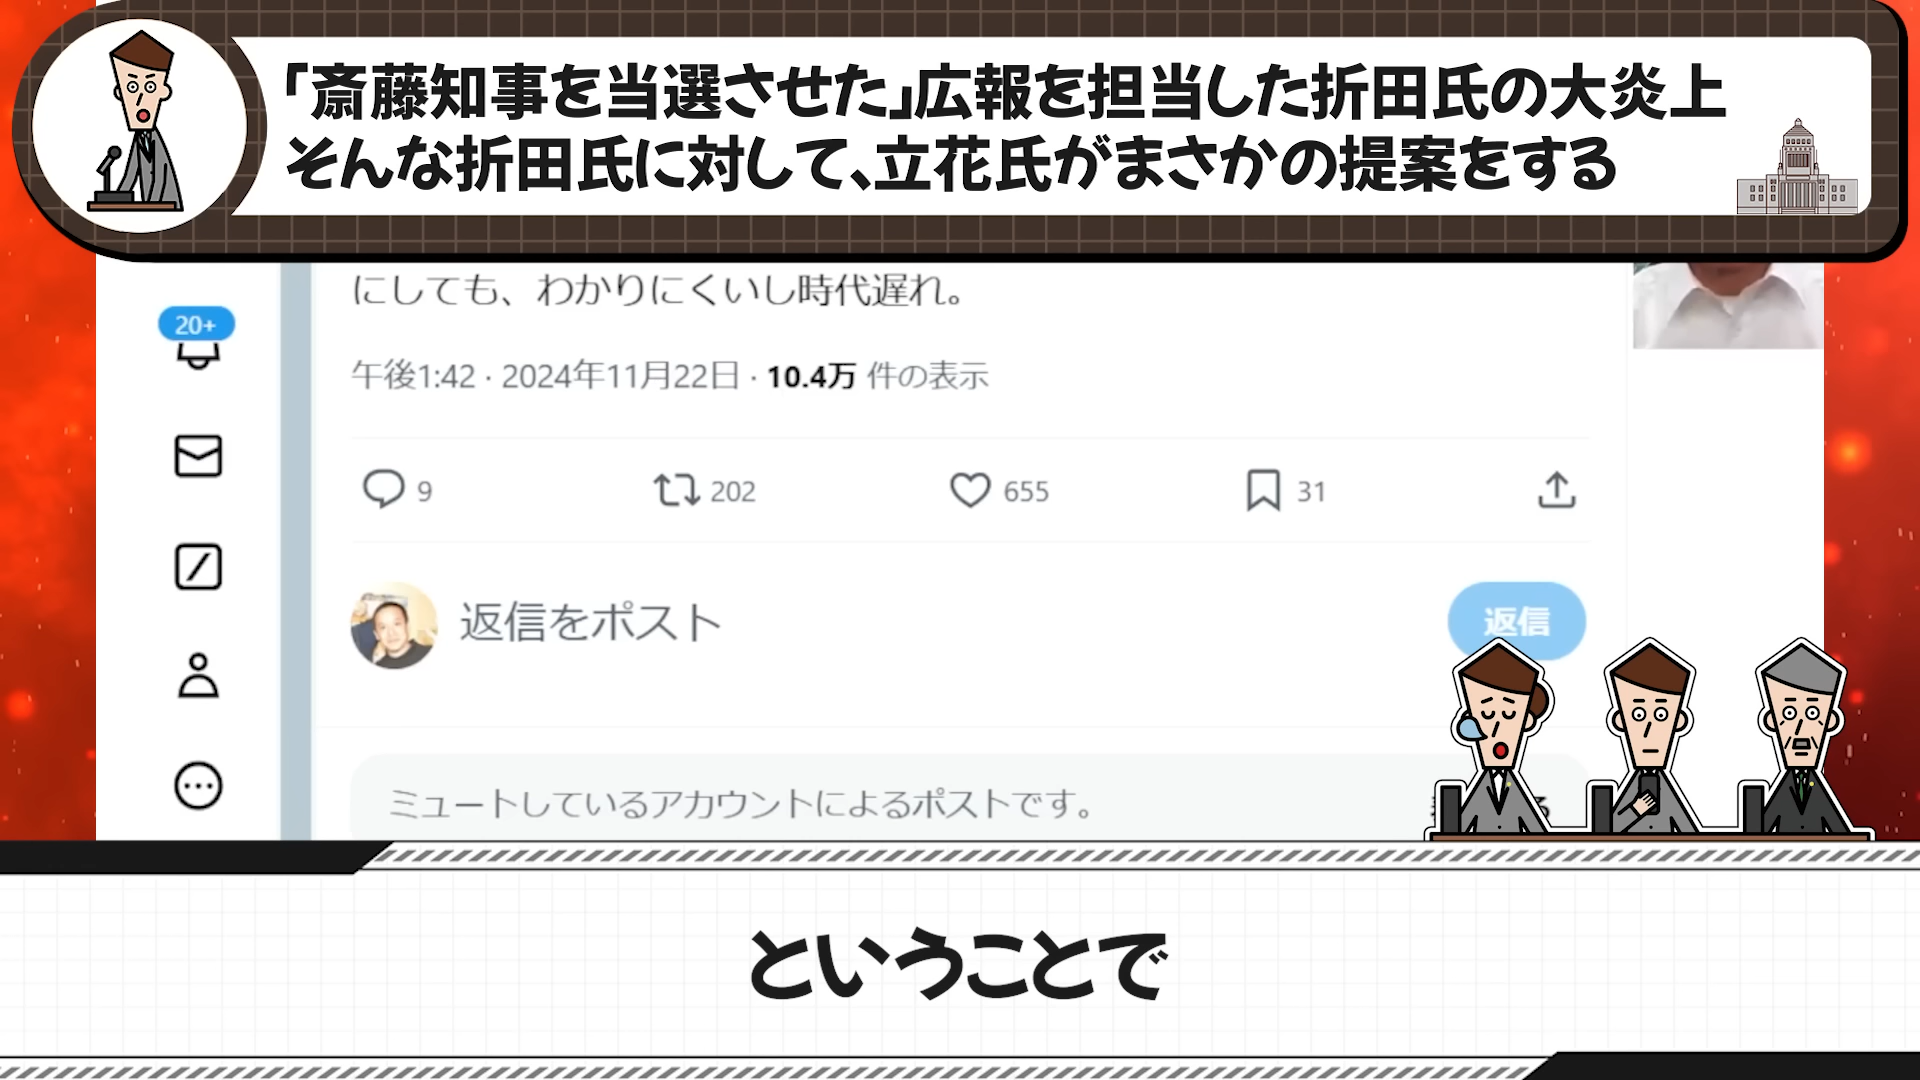 「斎藤知事を当選させた」広報を担当した折田氏の大炎上
そんな折田氏に対して、立花氏がまさかの提案をする
にしても、わかりにくいし時代遅れ。
20+
午後1:42 · 2024年11月22日 · 10.4万 件の表示
9 202 655 31
返信をポスト
返信
ミュートしているアカウントによるポストです。
ということで